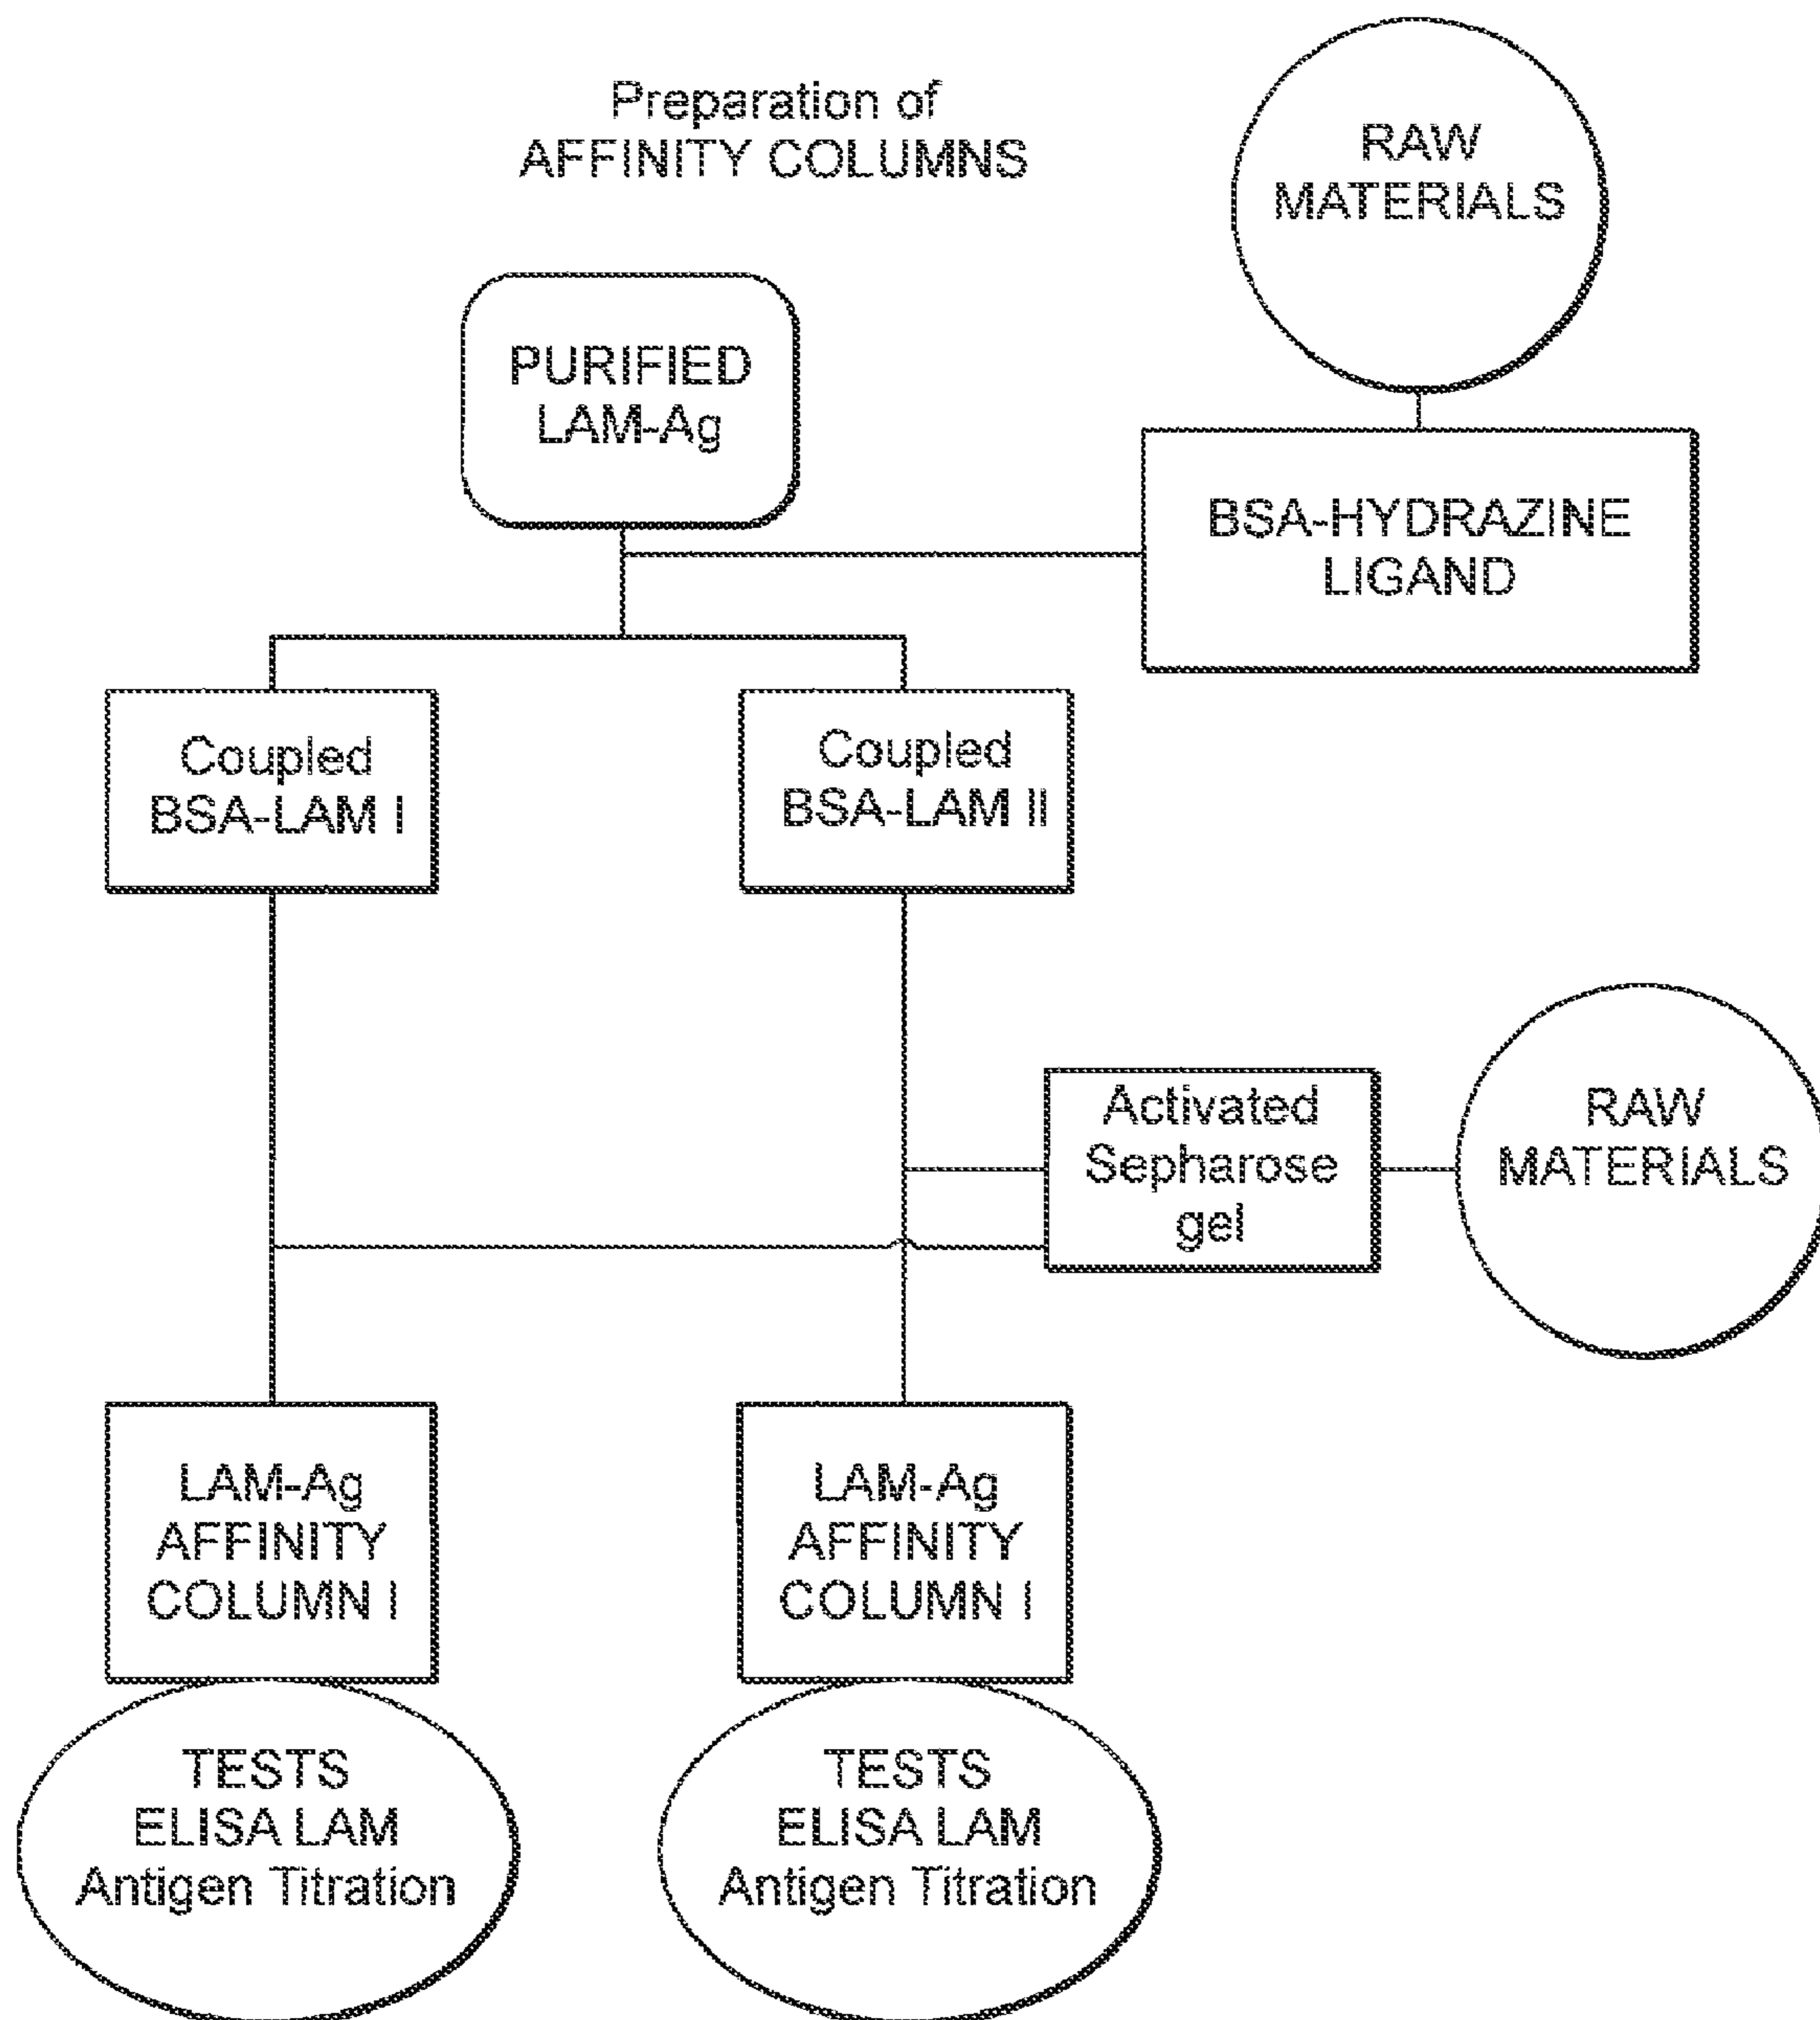 Preparation of
AFFINITY COLUMNS
RAW
MATERIALS
PURIFIED
LAM-Ag
BSA-HYDRAZINE
LIGAND
Coupled
BSA-LAM I
Coupled
BSA-LAM II
Activated
Sepharose
gel
RAW
MATERIALS
LAM-Ag
AFFINITY
COLUMN I
LAM-Ag
AFFINITY
COLUMN I
TESTS
ELISA LAM
Antigen Titration
TESTS
ELISA LAM
Antigen Titration